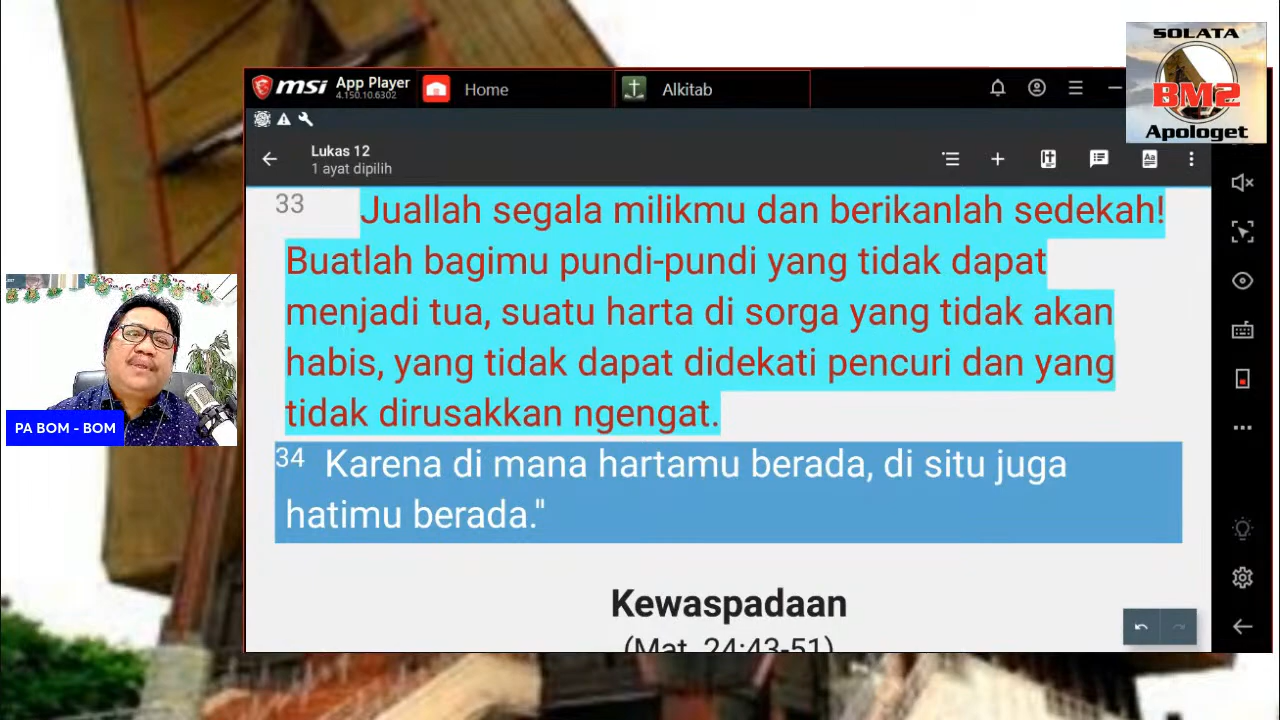 SOLATA
BM2
Apologet
msi App Player
4.150.10.6302
Home
Alkitab
Lukas 12
1 ayat dipilih
33 Juallah segala milikmu dan berikanlah sedekah!
Buatlah bagimu pundi-pundi yang tidak dapat
menjadi tua, suatu harta di sorga yang tidak akan
habis, yang tidak dapat didekati pencuri dan yang
tidak dirusakkan ngengat.
34 Karena di mana hartamu berada, di situ juga
hatimu berada."
Kewaspadaan
(Mat. 24:43-51)
PA BOM - BOM